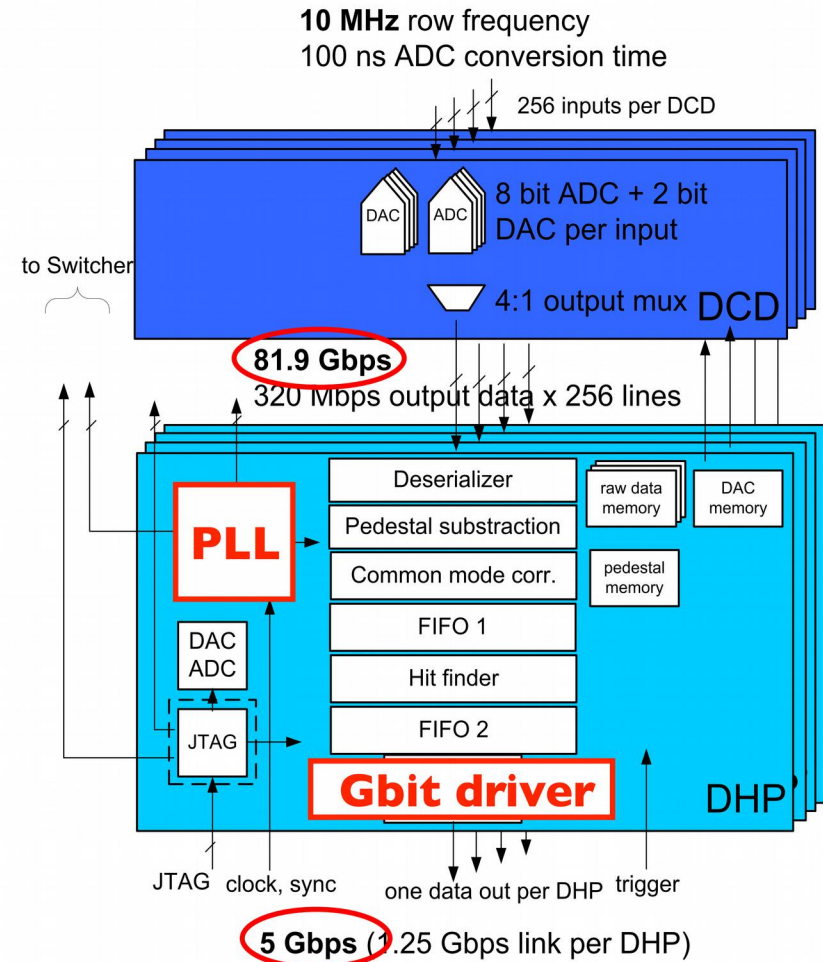 10 MHz row frequency
100 ns ADC conversion time
256 inputs per DCD
DAC
ADC
8 bit ADC + 2 bit
DAC per input
to Switcher
4:1 output mux
DCD
81.9 Gbps
320 Mbps output data x 256 lines
Deserializer
raw data
memory
DAC
memory
PLL
Pedestal substraction
Common mode corr.
pedestal
memory
FIFO 1
DAC
ADC
Hit finder
JTAG
FIFO 2
Gbit driver
DHP
JTAG
clock, sync
one data out per DHP
trigger
5 Gbps (1.25 Gbps link per DHP)